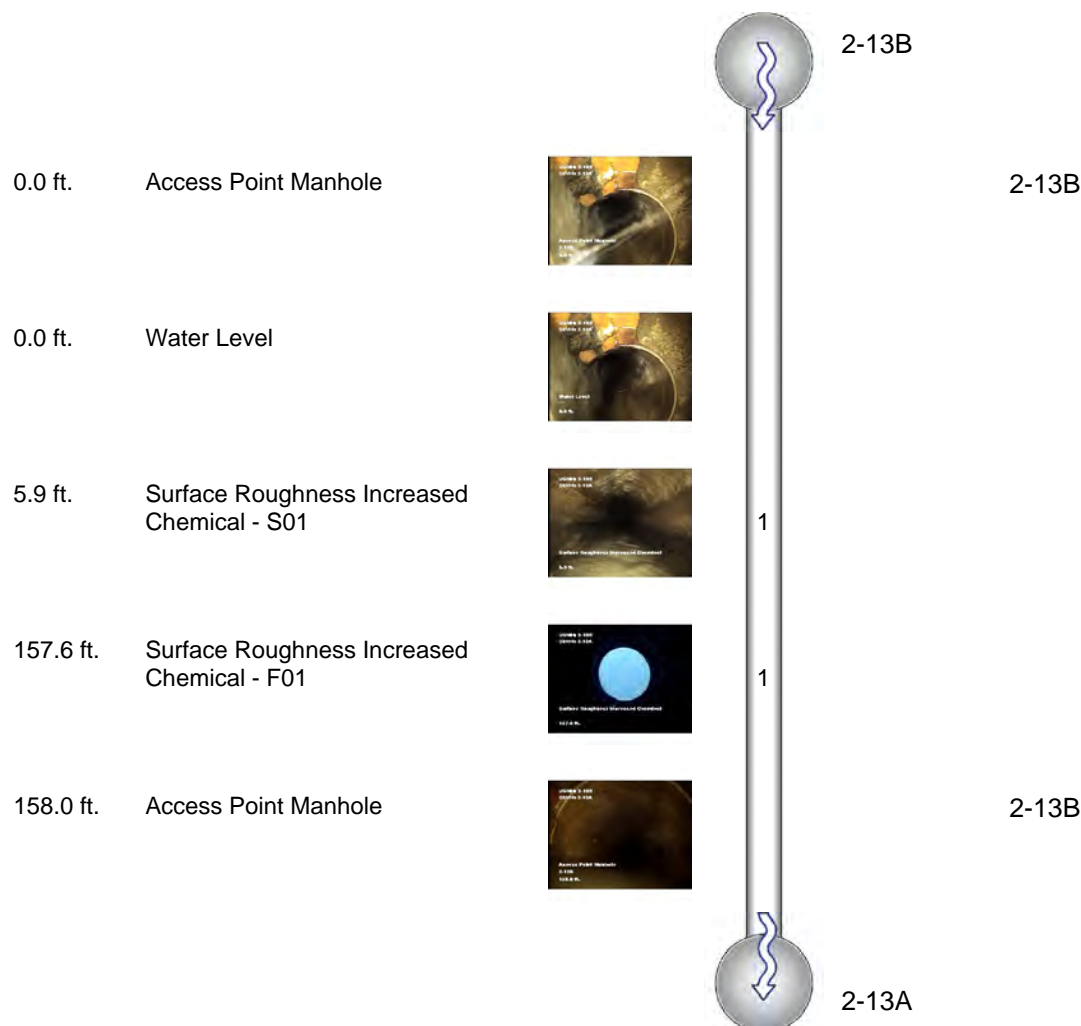 2-13B
0.0 ft. Access Point Manhole 2-13B
0.0 ft. Water Level
5.9 ft. Surface Roughness Increased
Chemical - S01
1
157.6 ft. Surface Roughness Increased
Chemical - F01
1
158.0 ft. Access Point Manhole 2-13B
2-13A